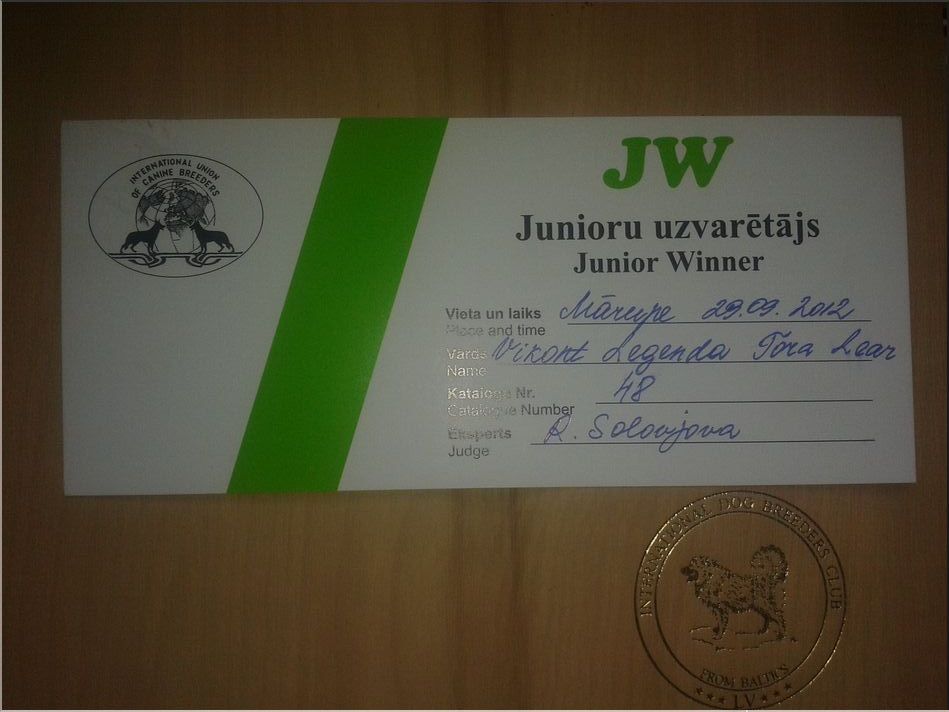 INTERNATIONAL UNION
OF CANINE BREEDERS
JW
Junioru uzvarētājs
Junior Winner
Vieta un laiks Mārupe 29.09. 2012
Place and time
Vārds Vikont Legenda Tora Lear
Name
Kataloga Nr. 48
Catalogue Number
Eksperts R. Solovjova
Judge
INTERNATIONAL DOG BREEDERS CLUB
FROM BALTICS
LV